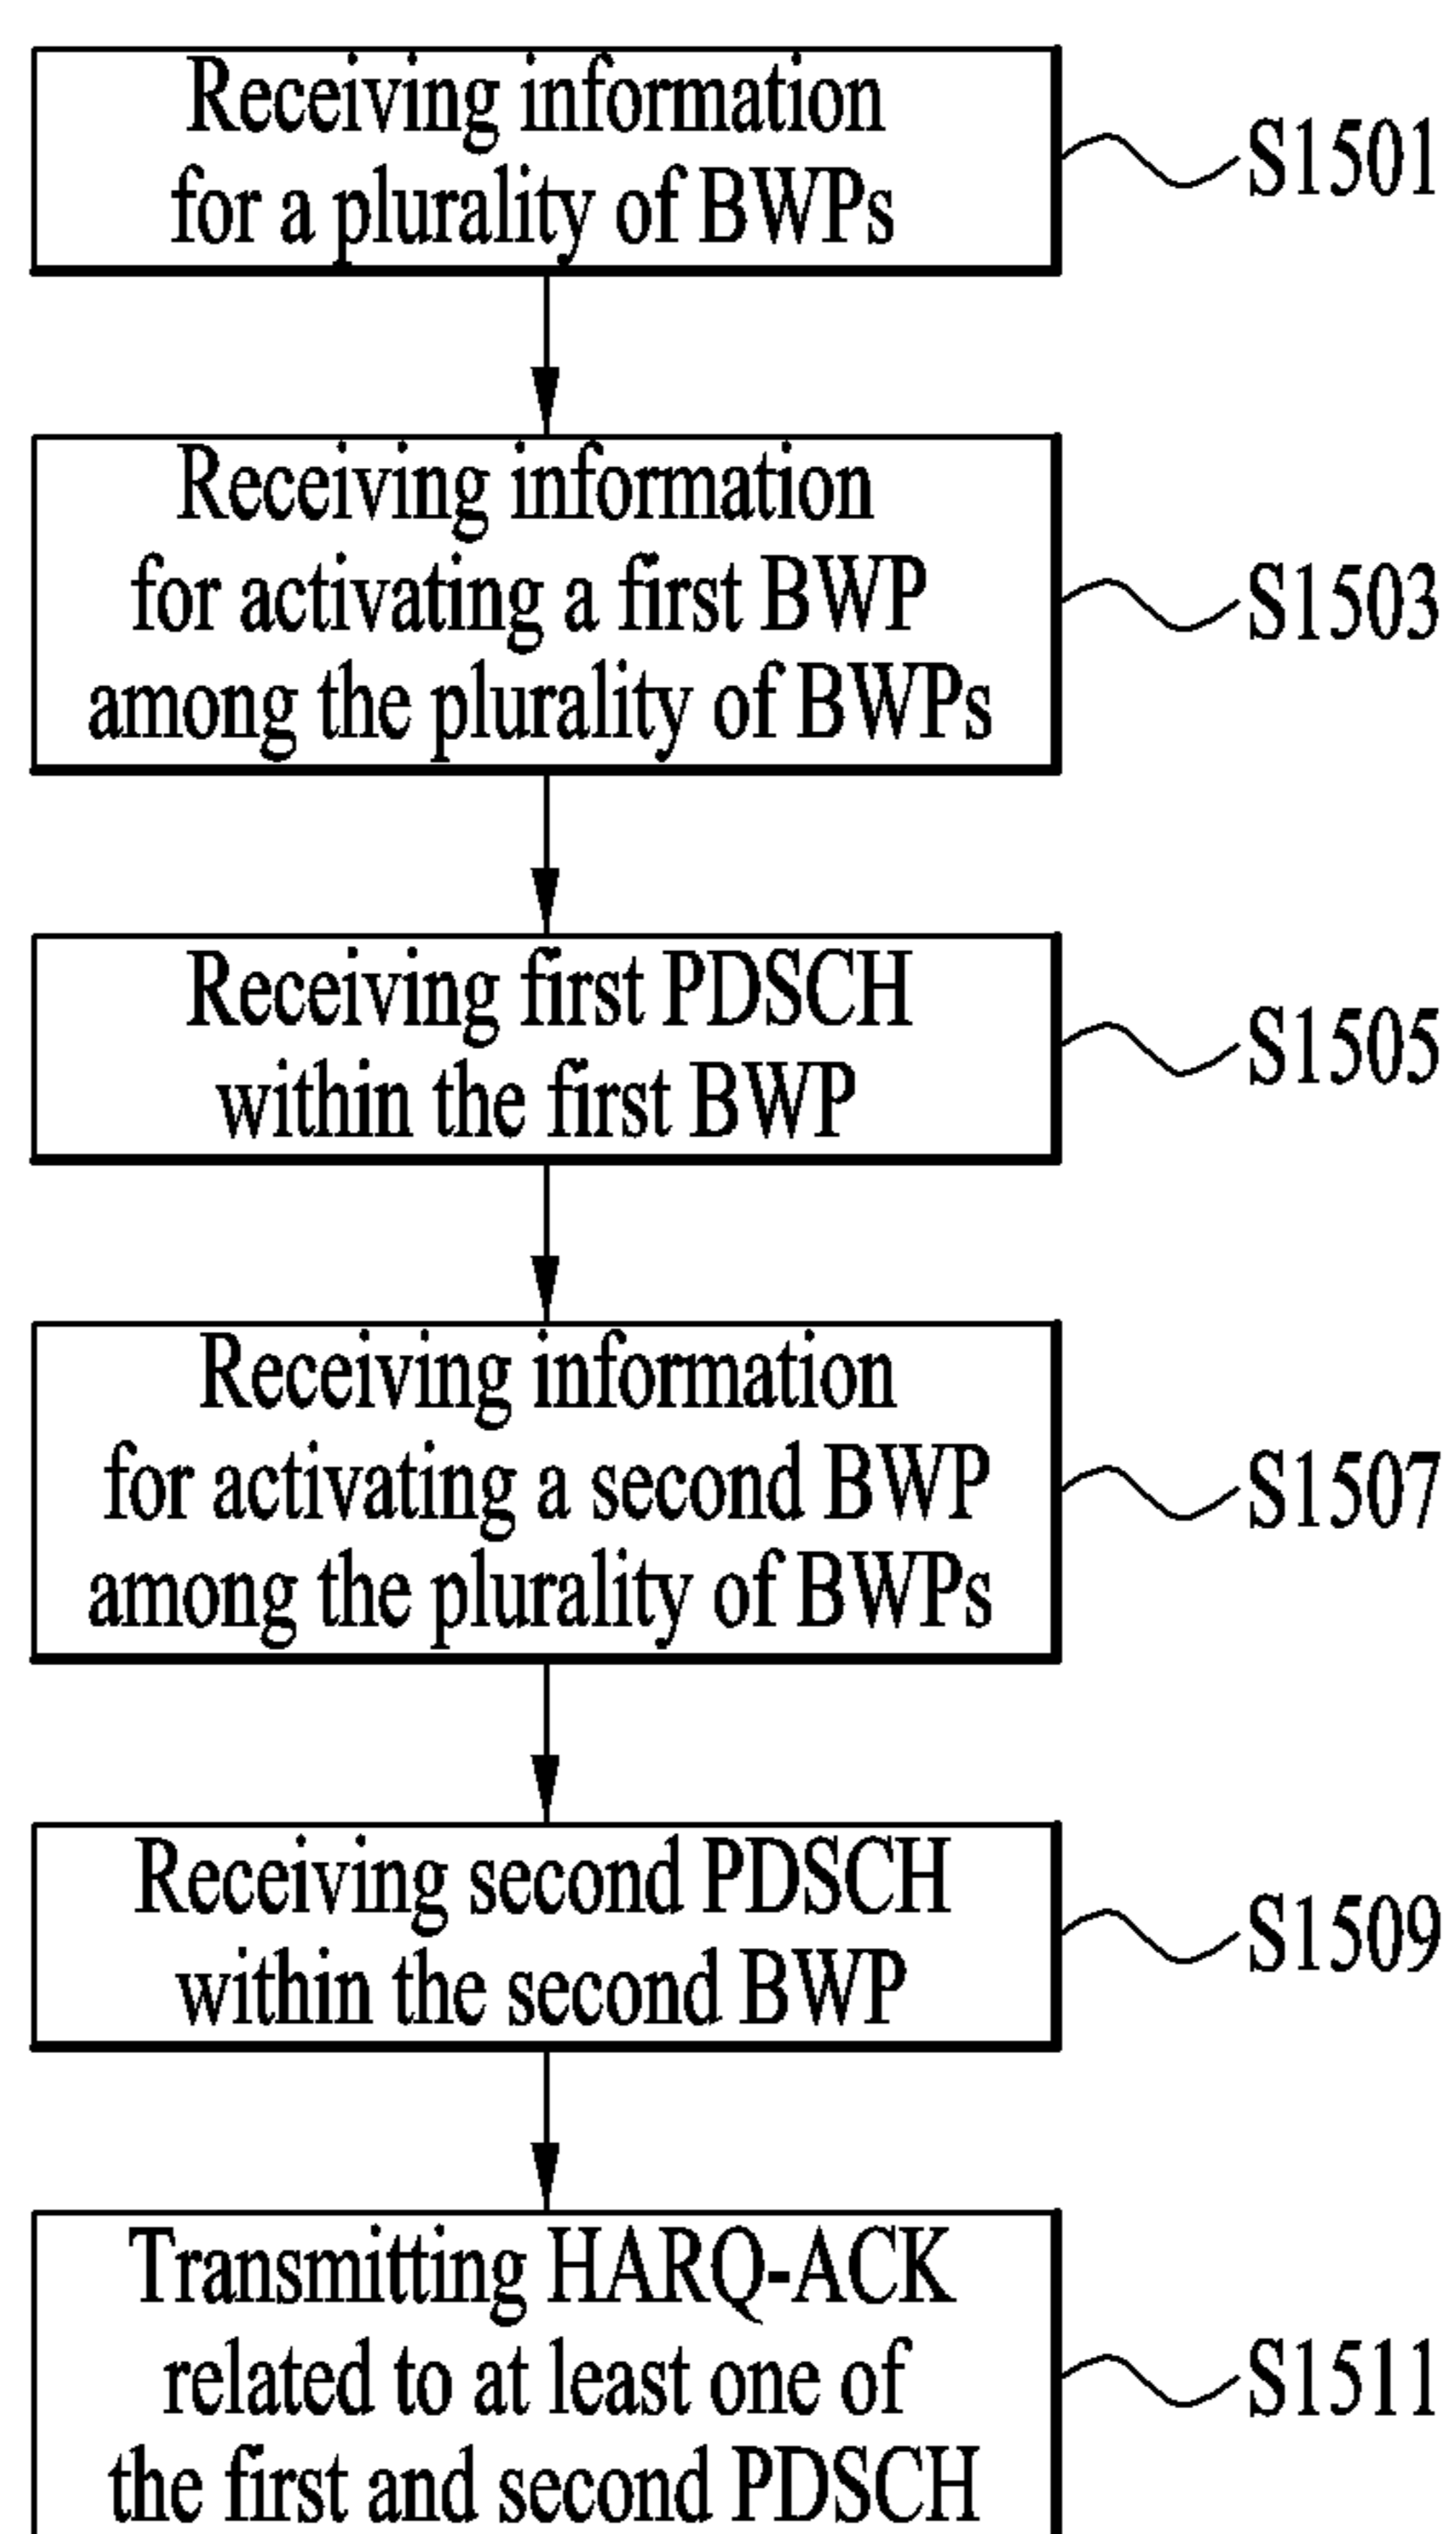 Receiving information
for a plurality of BWPs
S1501
Receiving information
for activating a first BWP
among the plurality of BWPs
S1503
Receiving first PDSCH
within the first BWP
S1505
Receiving information
for activating a second BWP
among the plurality of BWPs
S1507
Receiving second PDSCH
within the second BWP
S1509
Transmitting HARQ-ACK
related to at least one of
the first and second PDSCH
S1511